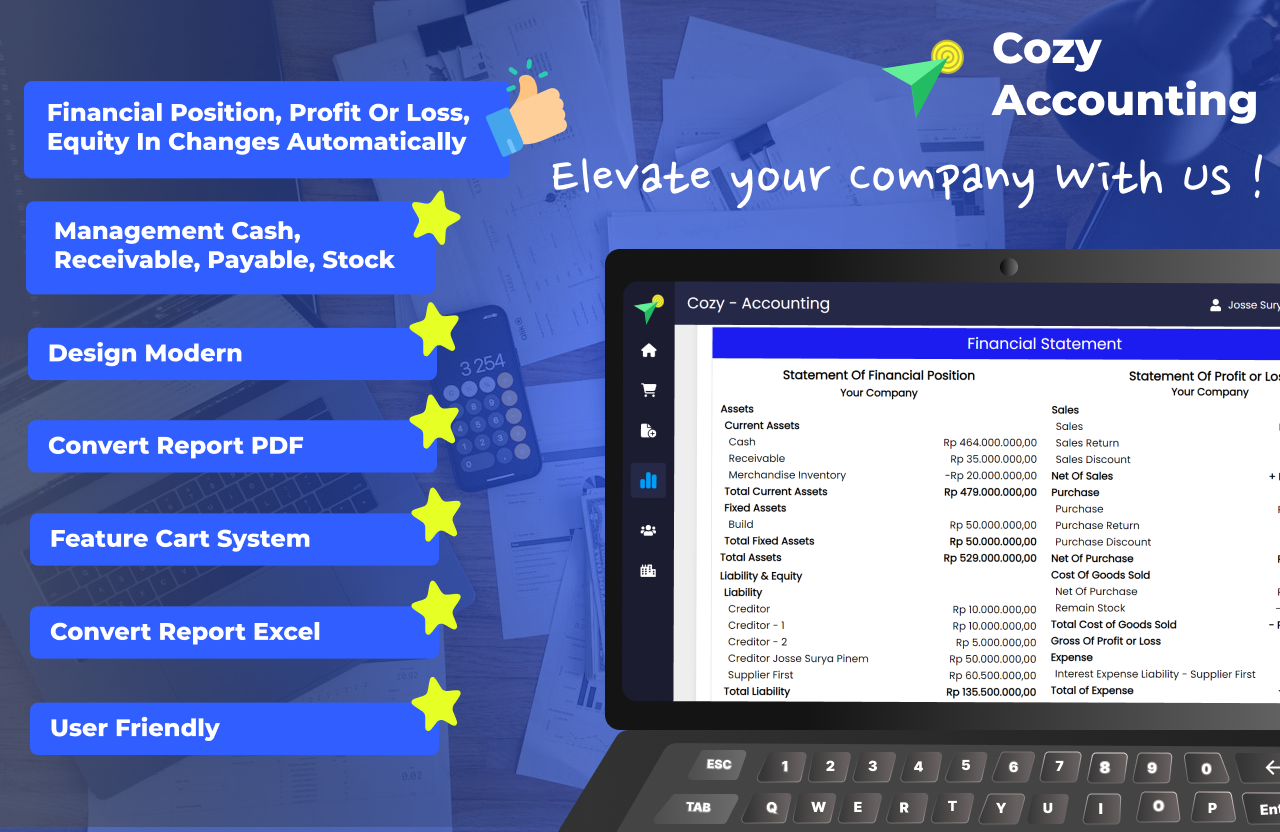 Cozy
Accounting
Elevate your company with us !
Financial Position, Profit Or Loss,
Equity In Changes Automatically
Management Cash,
Receivable, Payable, Stock
Design Modern
Convert Report PDF
Feature Cart System
Convert Report Excel
User Friendly
3 254
Cozy - Accounting
Josse Sury
Financial Statement
Statement Of Financial Position
Your Company
Assets
Current Assets
Cash Rp 464.000.000,00
Receivable Rp 35.000.000,00
Merchandise Inventory -Rp 20.000.000,00
Total Current Assets Rp 479.000.000,00
Fixed Assets
Build Rp 50.000.000,00
Total Fixed Assets Rp 50.000.000,00
Total Assets Rp 529.000.000,00
Liability & Equity
Liability
Creditor Rp 10.000.000,00
Creditor - 1 Rp 10.000.000,00
Creditor - 2 Rp 5.000.000,00
Creditor Josse Surya Pinem Rp 50.000.000,00
Supplier First Rp 60.500.000,00
Total Liability Rp 135.500.000,00
Statement Of Profit or Los
Your Company
Sales
Sales
Sales Return
Sales Discount
Net Of Sales +
Purchase
Purchase
Purchase Return
Purchase Discount
Net Of Purchase
Cost Of Goods Sold
Net Of Purchase
Remain Stock -
Total Cost of Goods Sold -
Gross Of Profit or Loss
Expense
Interest Expense Liability - Supplier First
Total of Expense
ESC 1 2 3 4 5 6 7 8 9 0 ←
TAB Q W E R T Y U I O P Ent